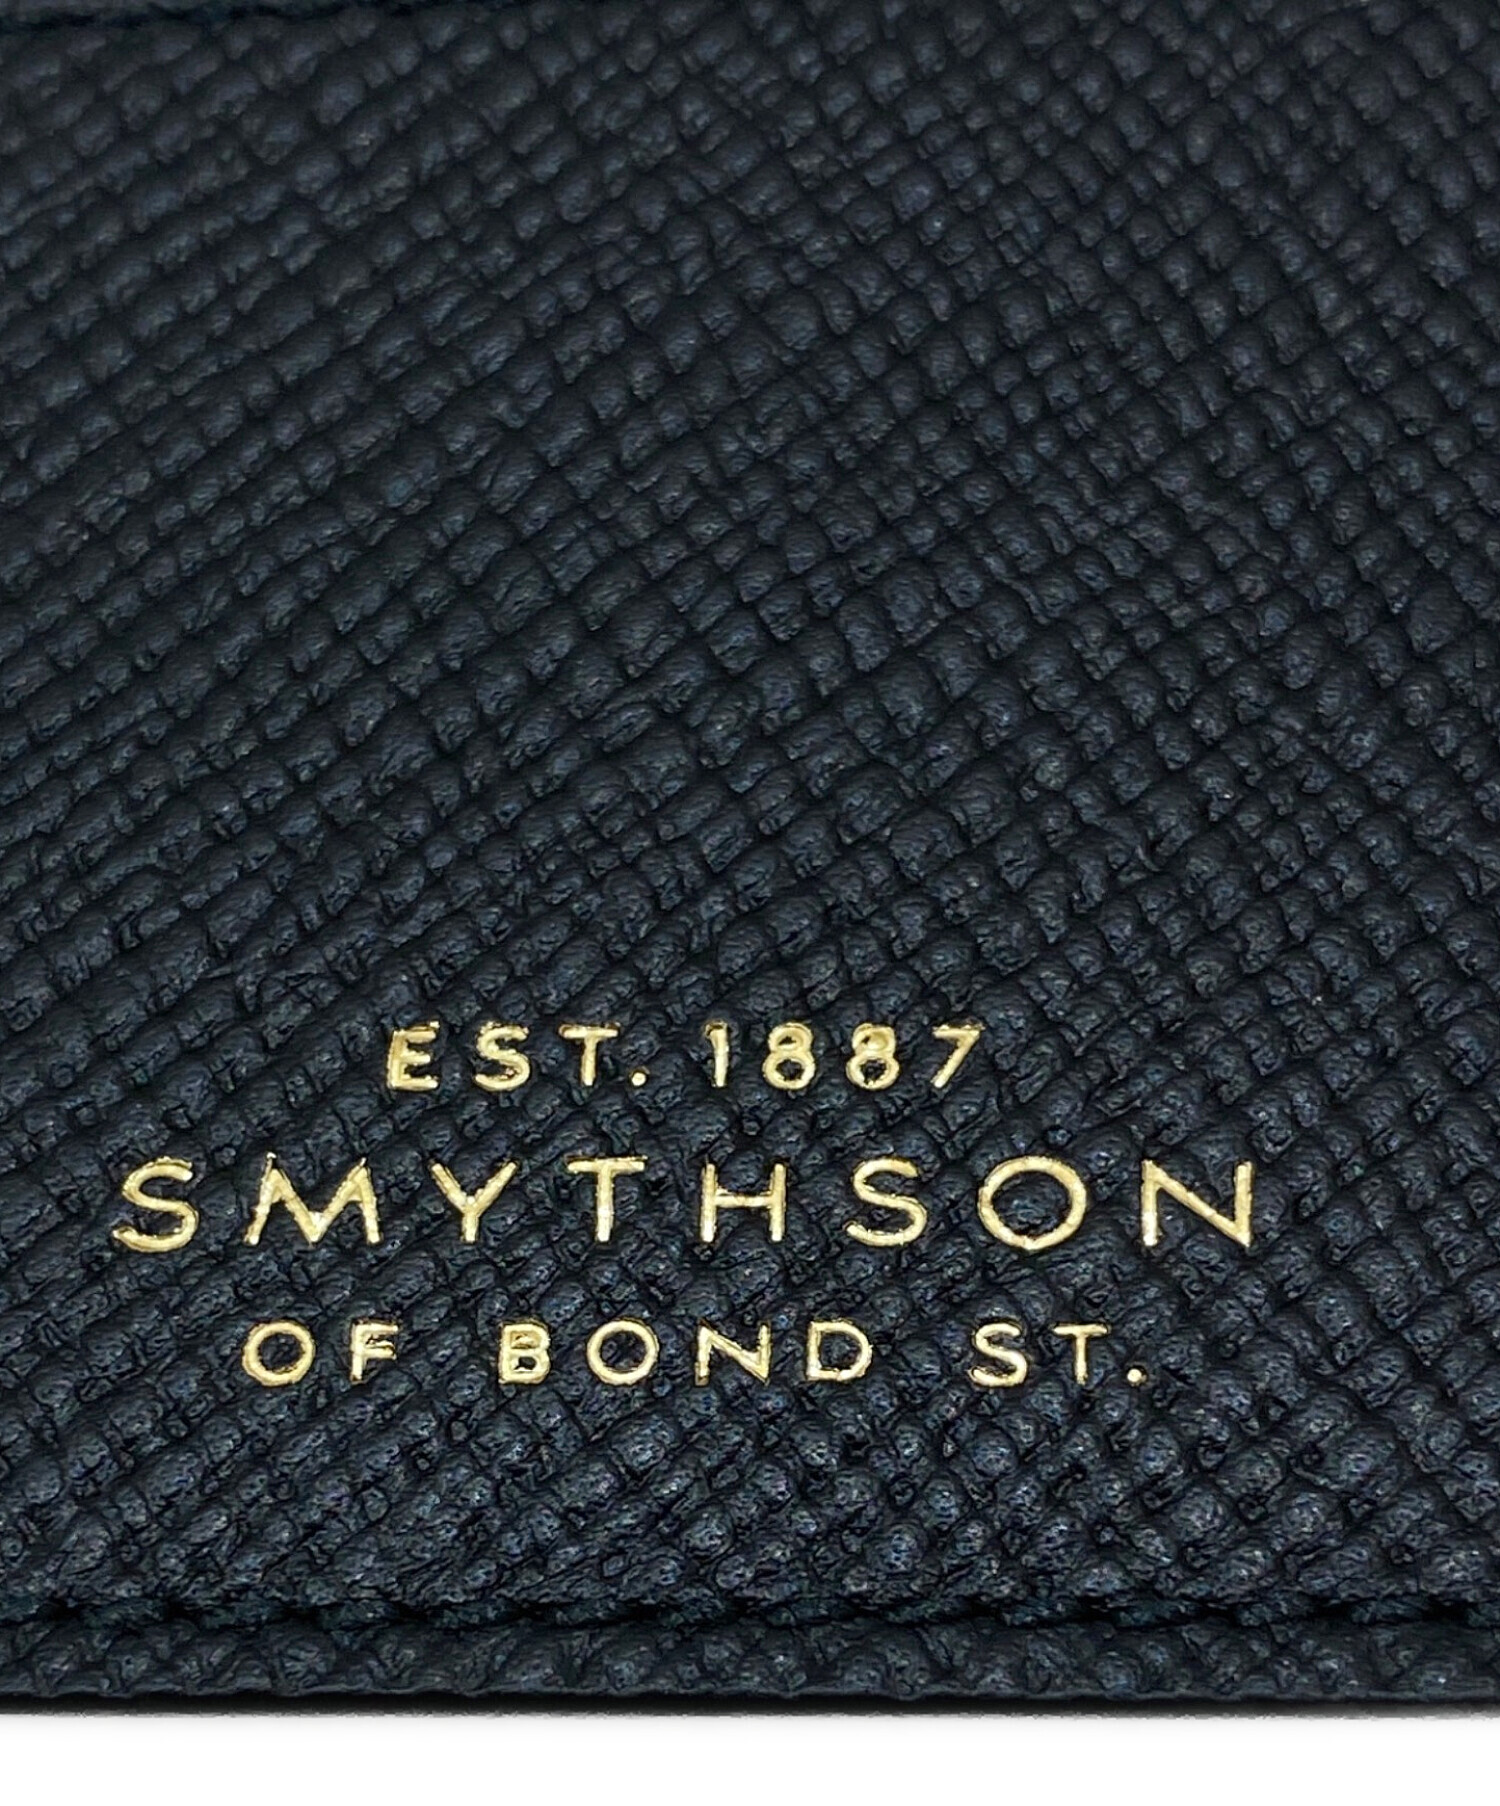 EST. 1887
SMYTHSON
OF BOND ST.